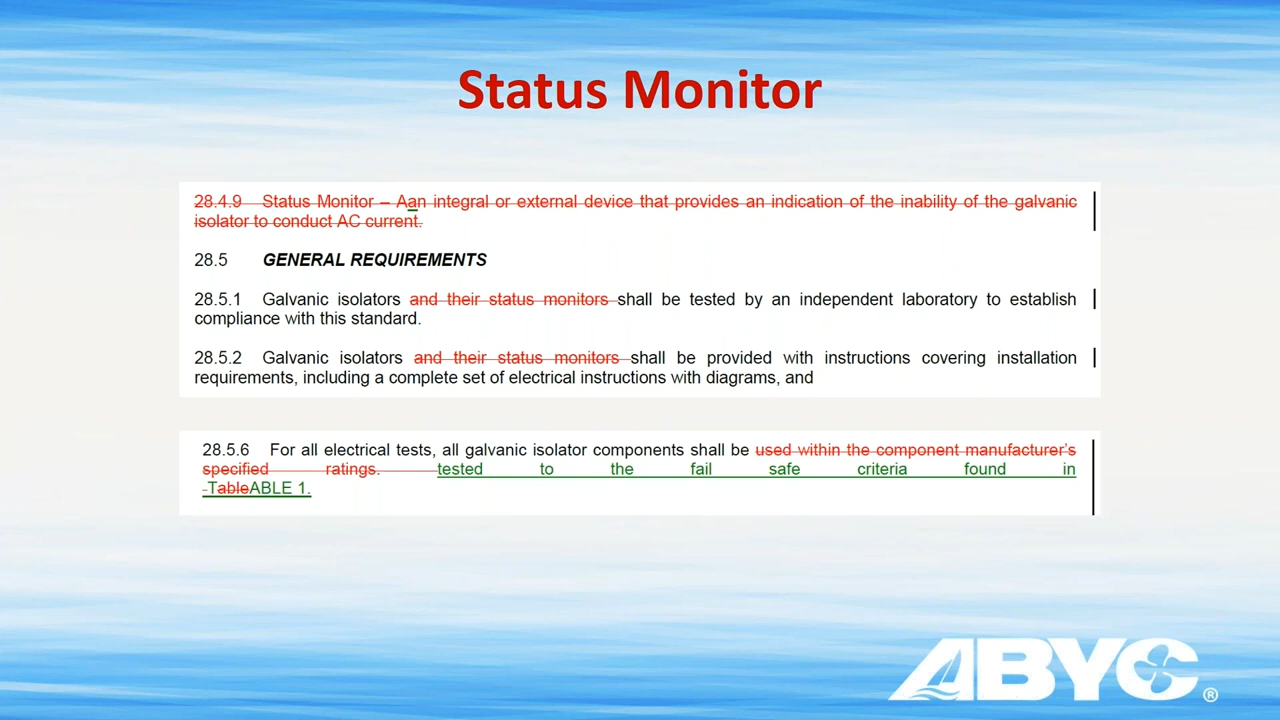 Status Monitor
28.4.9 Status Monitor – Aan integral or external device that provides an indication of the inability of the galvanic
isolator to conduct AC current.
28.5 GENERAL REQUIREMENTS
28.5.1 Galvanic isolators and their status monitors shall be tested by an independent laboratory to establish
compliance with this standard.
28.5.2 Galvanic isolators and their status monitors shall be provided with instructions covering installation
requirements, including a complete set of electrical instructions with diagrams, and
28.5.6 For all electrical tests, all galvanic isolator components shall be used within the component manufacturer's
specified ratings. tested to the fail safe criteria found in
TableABLE 1.
ABYC®